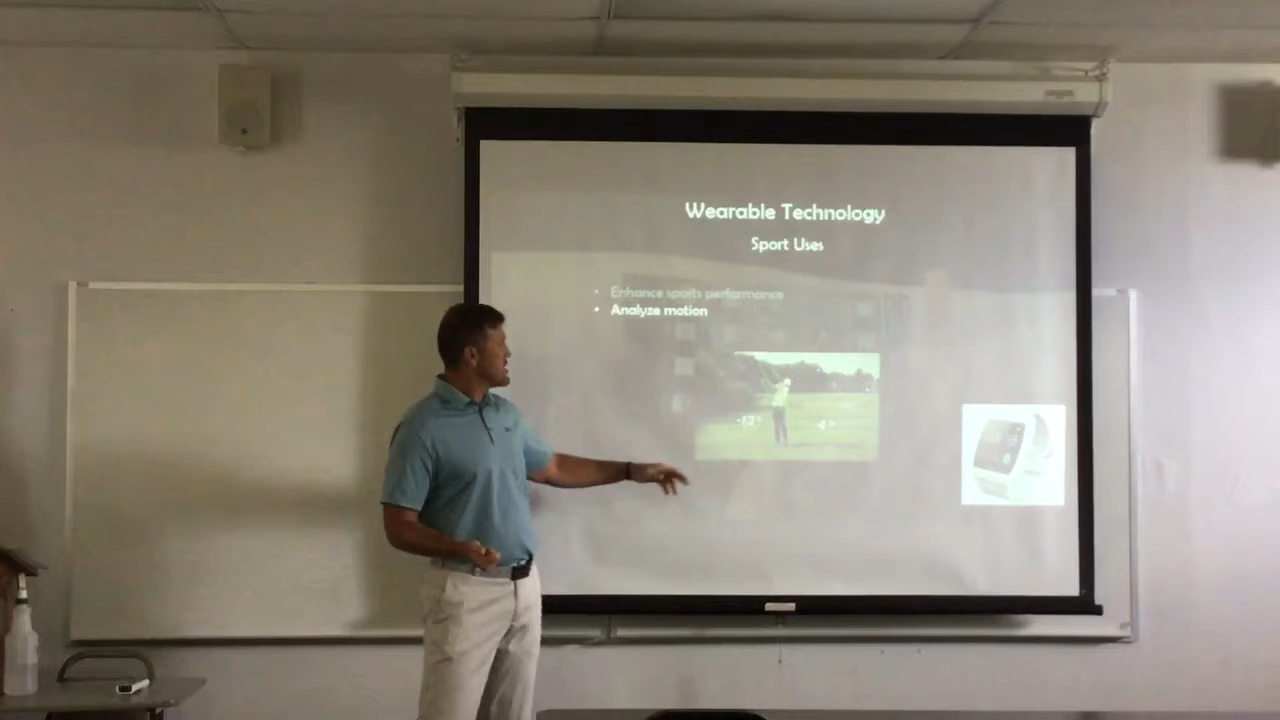 Wearable Technology
Sport Uses
• Enhance sports performance
• Analyze motion